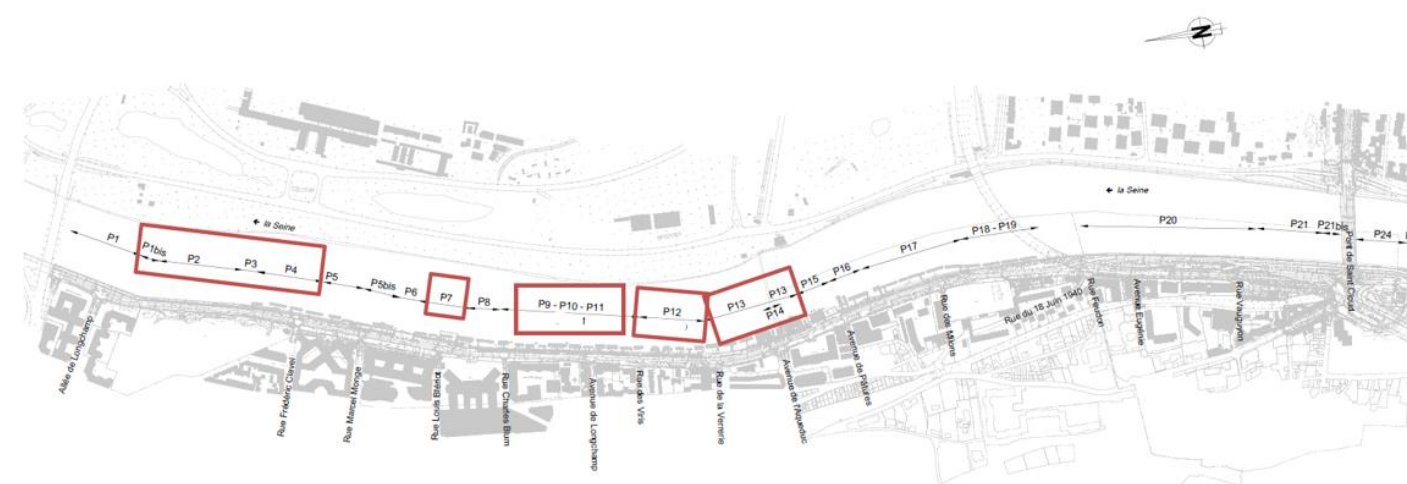 N
← la Seine
← la Seine
P1
P1bis
P2
P3
P4
P5
P5bis
P6
P7
P8
P9 - P10 - P11
1
P12
P13
P13
P14
P15
P16
P17
P18 - P19
P20
P21
P21bis
P24
Pont de Saint Cloud
Allée de Longchamp
Rue Frédéric Clavel
Rue Marcel Monge
Rue Louis Blériot
Rue Charles Blum
Avenue de Longchamp
Rue des Viris
Rue de la Verrerie
Avenue de l'Aqueduc
Avenue de Pâtures
Rue des Milons
Rue du 18 Juin 1940
Rue Feudon
Avenue Eugénie
Rue Vauguyon